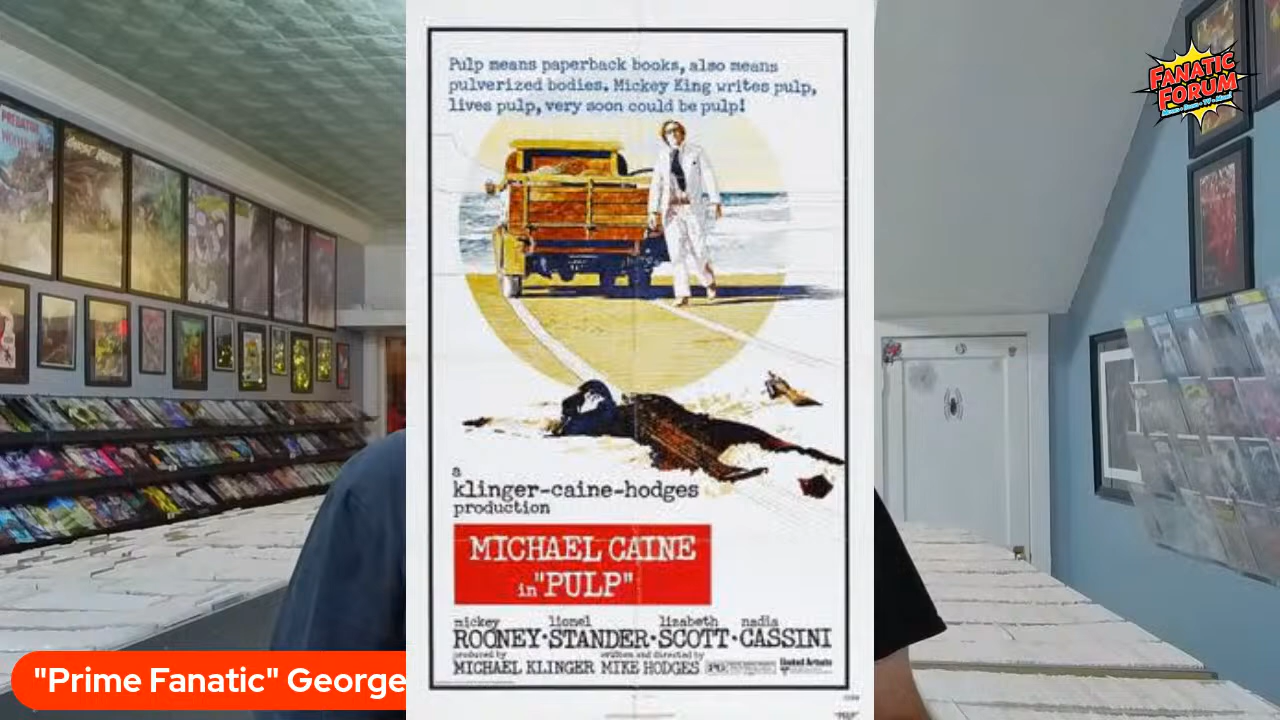 Pulp means paperback books, also means
pulverized bodies. Mickey King writes pulp,
lives pulp, very soon could be pulp!
FANATIC
FORUM
PREDATOR
a
klinger-caine-hodges
production
MICHAEL CAINE
in "PULP"
mickey lionel lizabeth nadia
ROONEY·STANDER·SCOTT·CASSINI
produced by written and directed by
MICHAEL KLINGER MIKE HODGES PG United Artists
"Prime Fanatic" George